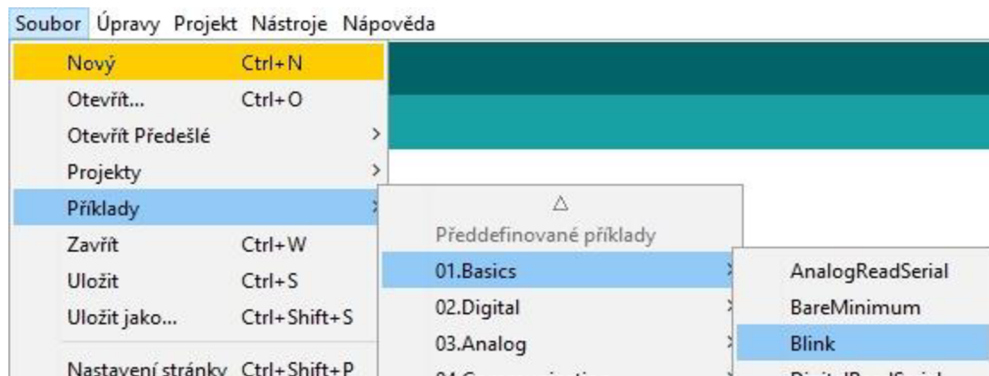 Soubor Úpravy Projekt Nástroje Nápověda
Nový Ctrl+N
Otevřít... Ctrl+O
Otevřít Předešlé
Projekty
Příklady
Zavřít Ctrl+W
Uložit Ctrl+S
Uložit jako... Ctrl+Shift+S
Nastavení stránky Ctrl+Shift+P
Předdefinované příklady
01.Basics
02.Digital
03.Analog
AnalogReadSerial
BareMinimum
Blink